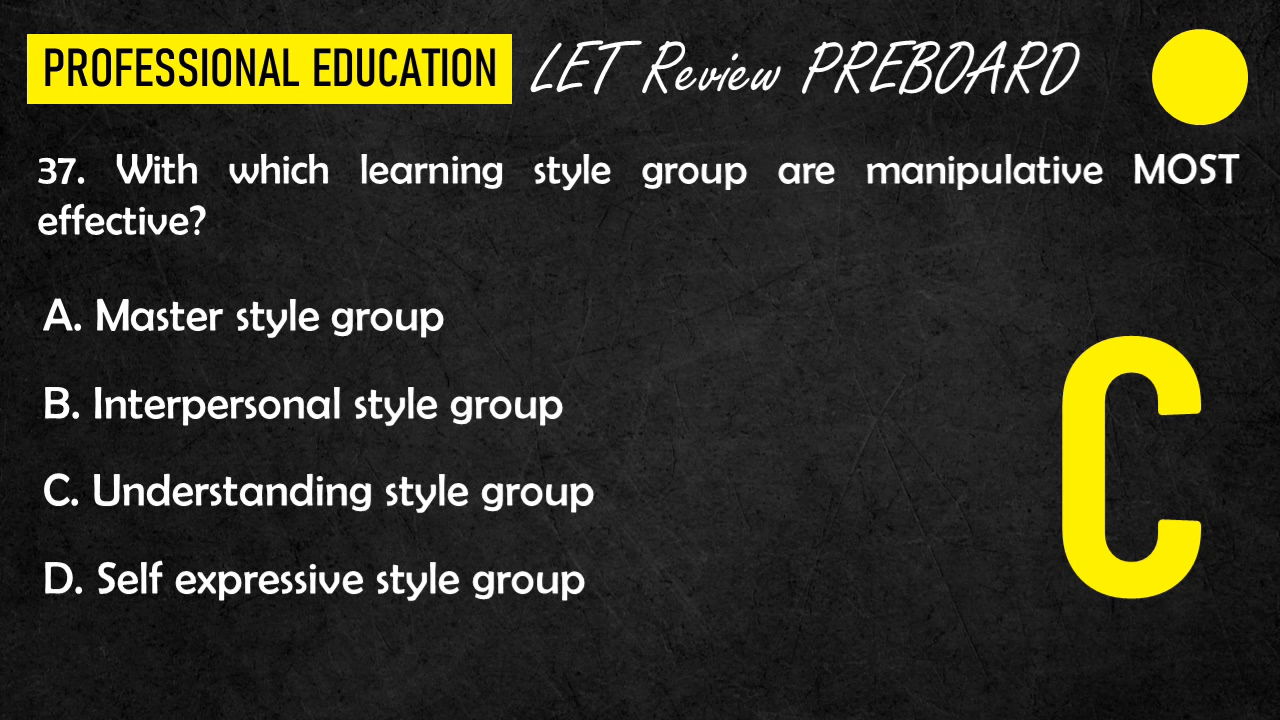 PROFESSIONAL EDUCATION LET Review PREBOARD
37. With which learning style group are manipulative MOST
effective?
A. Master style group
B. Interpersonal style group
C. Understanding style group
D. Self expressive style group
C